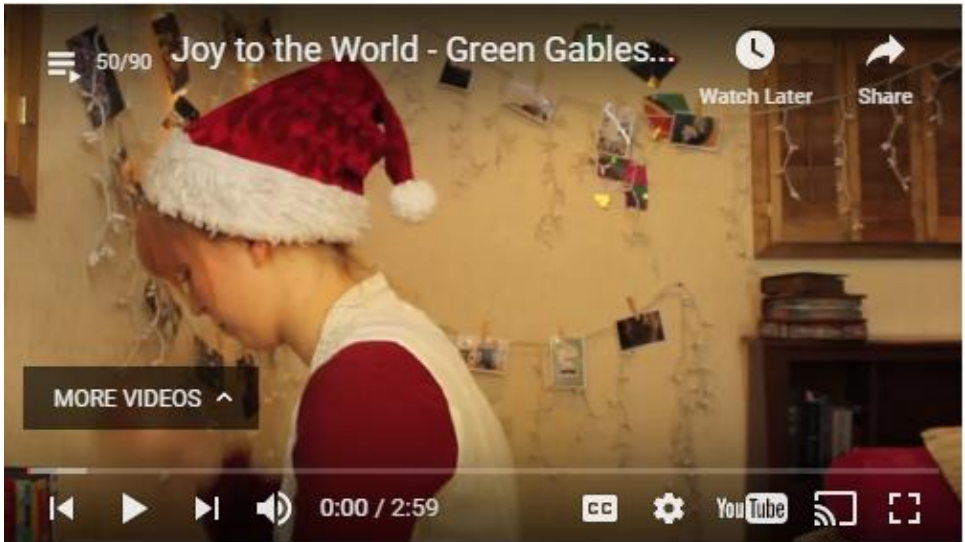 50/90 Joy to the World - Green Gables...
Watch Later Share
MORE VIDEOS
0:00 / 2:59 CC YouTube